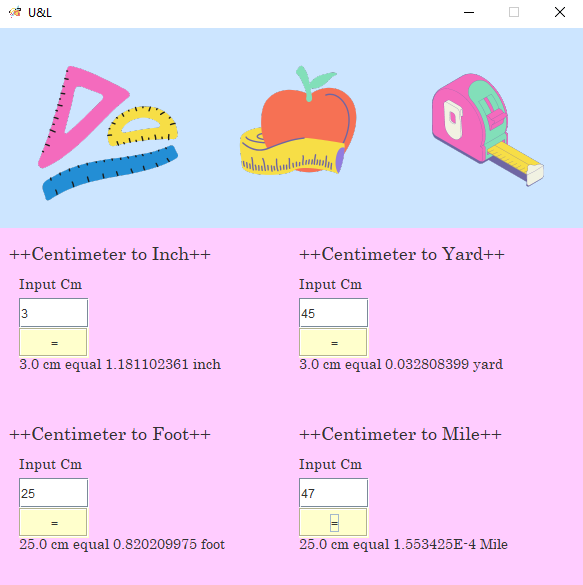 U&L
++Centimeter to Inch++
Input Cm
3
=
3.0 cm equal 1.181102361 inch
++Centimeter to Yard++
Input Cm
45
=
3.0 cm equal 0.032808399 yard
++Centimeter to Foot++
Input Cm
25
=
25.0 cm equal 0.820209975 foot
++Centimeter to Mile++
Input Cm
47
=
25.0 cm equal 1.553425E-4 Mile